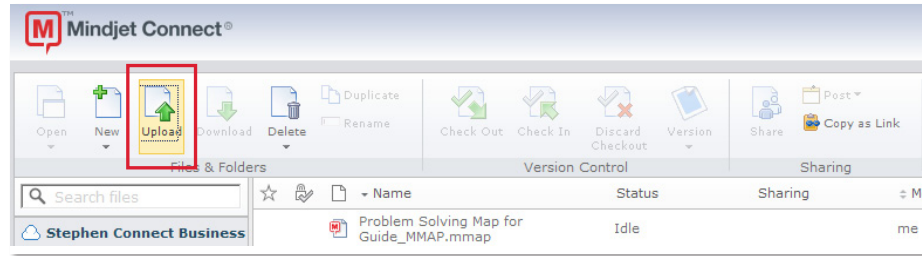 M™ Mindjet Connect®
Open
New
Upload
Download
Delete
Duplicate
Rename
Check Out
Check In
Discard
Checkout
Version
Share
Post
Copy as Link
Files & Folders
Version Control
Sharing
Search files
Name
Status
Sharing
M
Stephen Connect Business
Problem Solving Map for
Guide_MMAP.mmap
Idle
me